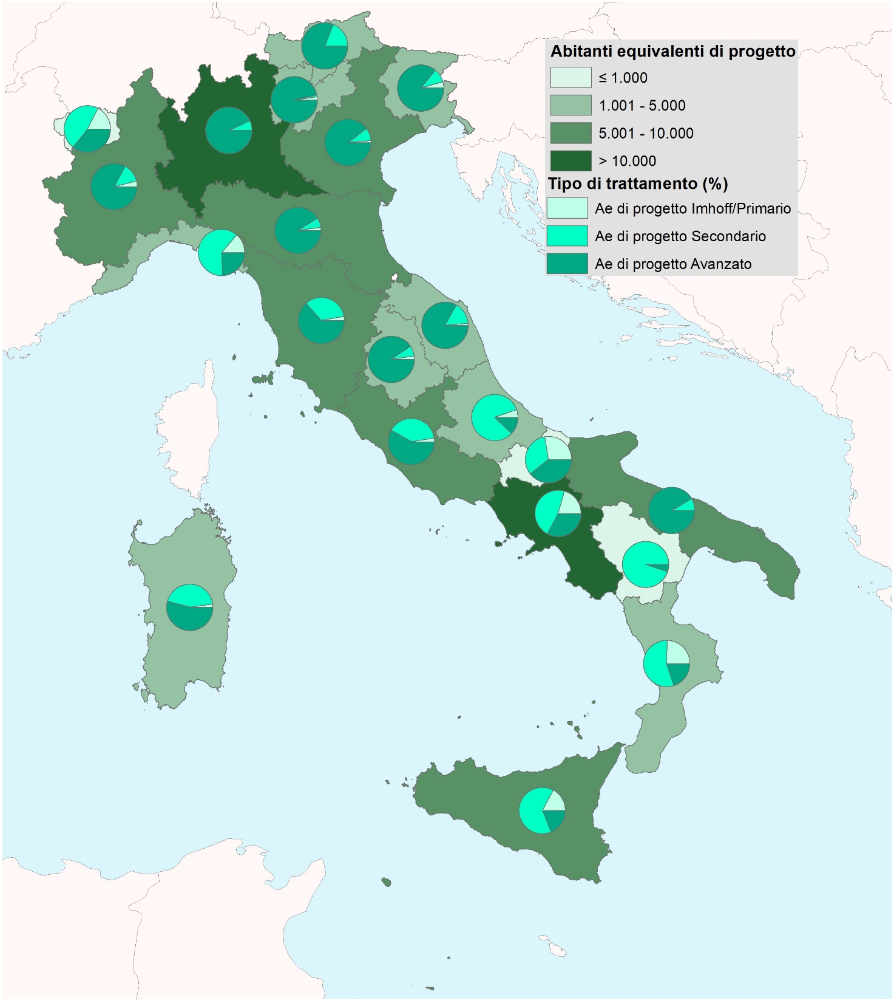 Abitanti equivalenti di progetto
≤ 1.000
1.001 - 5.000
5.001 - 10.000
> 10.000
Tipo di trattamento (%)
Ae di progetto Imhoff/Primario
Ae di progetto Secondario
Ae di progetto Avanzato